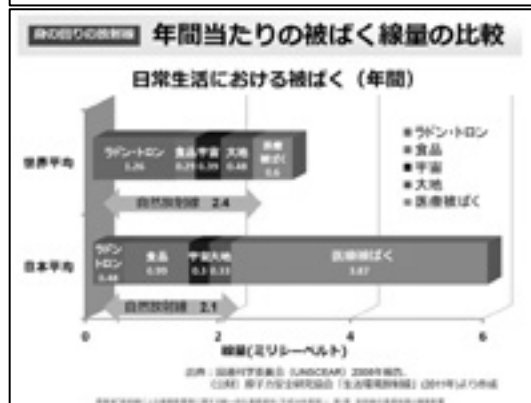 身の回りの放射線 年間当たりの被ばく線量の比較
日常生活における被ばく（年間）
世界平均
ラドン・トロン 1.26
食品 0.29
宇宙 0.39
大地 0.48
医療被ばく 0.6
自然放射線 2.4
ラドン・トロン
食品
宇宙
大地
医療被ばく
日本平均
ラドントロン 0.48
食品 0.99
宇宙 0.3
大地 0.33
医療被ばく 3.87
自然放射線 2.1
0 2 4 6
線量(ミリシーベルト)
出典：国連科学委員会（UNSCEAR）2008年報告、
（公財）原子力安全研究協会「生活環境放射線」(2011年)より作成